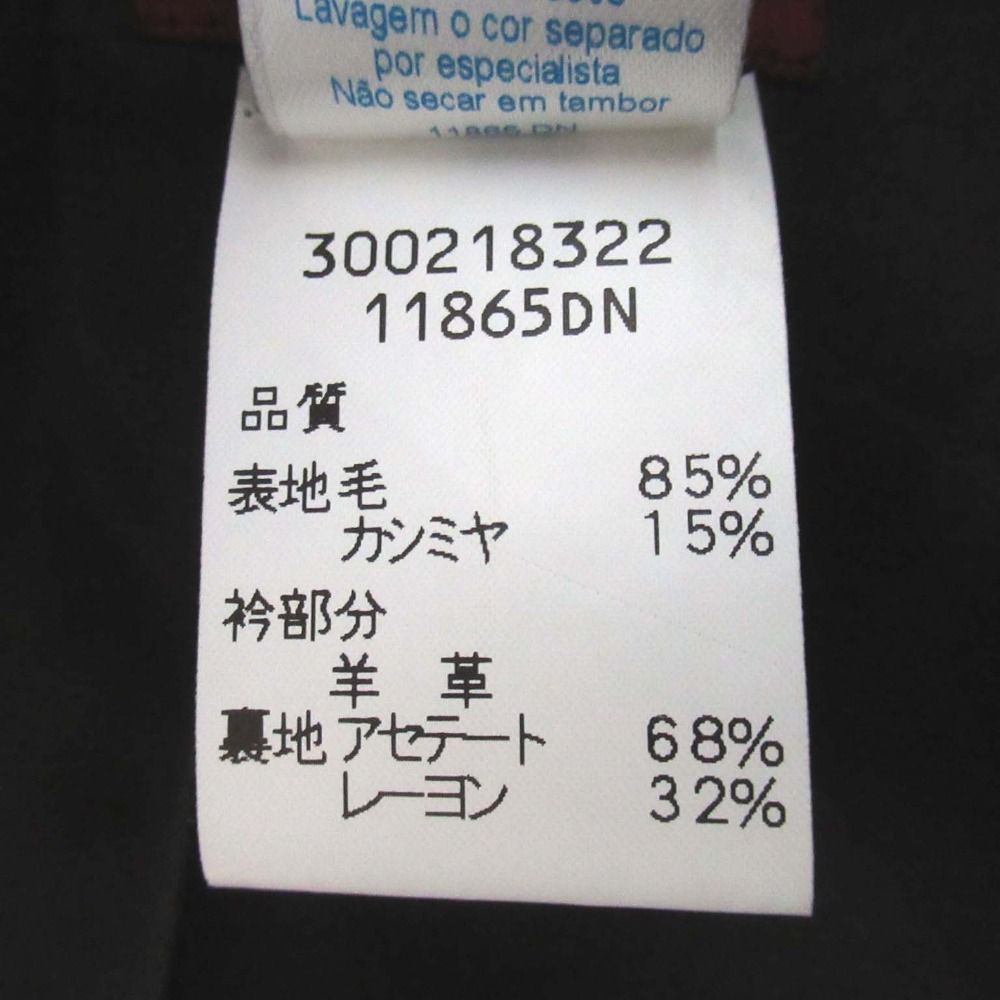 Lavagem o cor separado
por especialista
Não secar em tambor
11865 DN
300218322
11865DN
品質
表地毛 85%
カシミヤ 15%
衿部分
羊 革
裏地アセテート 68%
レーヨン 32%